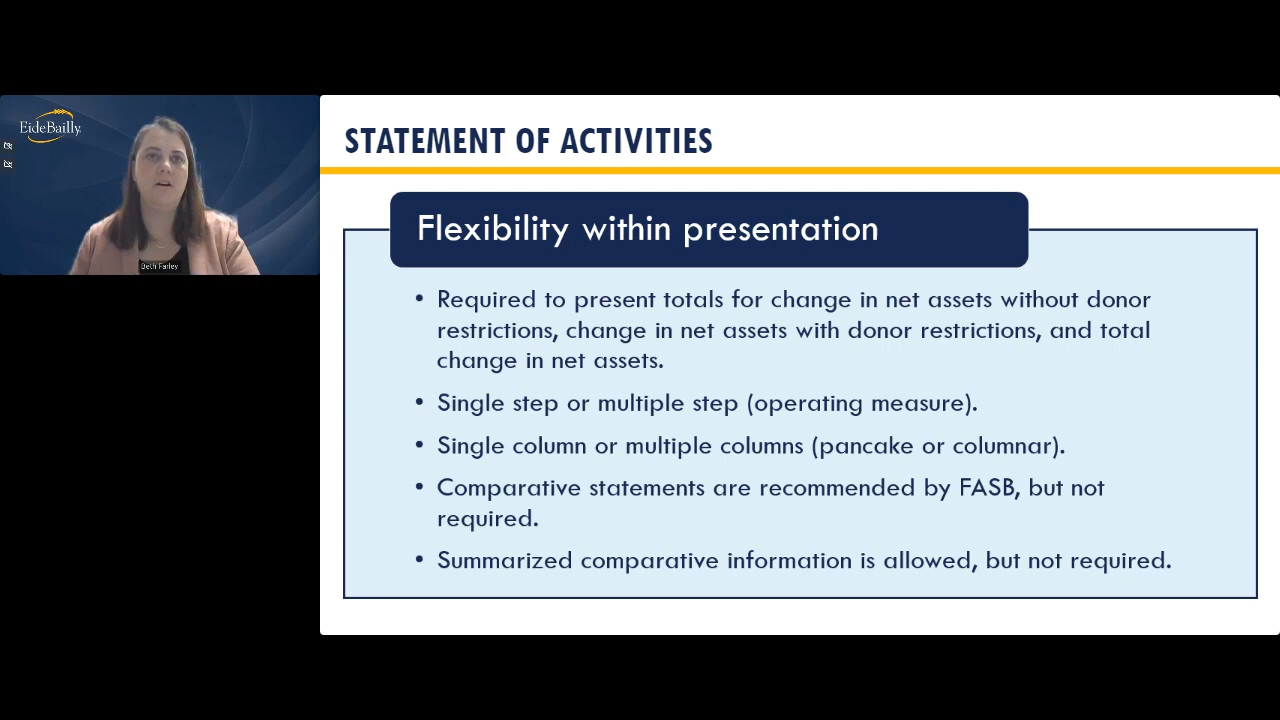 EideBailly
Beth Farley
STATEMENT OF ACTIVITIES
Flexibility within presentation
• Required to present totals for change in net assets without donor
restrictions, change in net assets with donor restrictions, and total
change in net assets.
• Single step or multiple step (operating measure).
• Single column or multiple columns (pancake or columnar).
• Comparative statements are recommended by FASB, but not
required.
• Summarized comparative information is allowed, but not required.